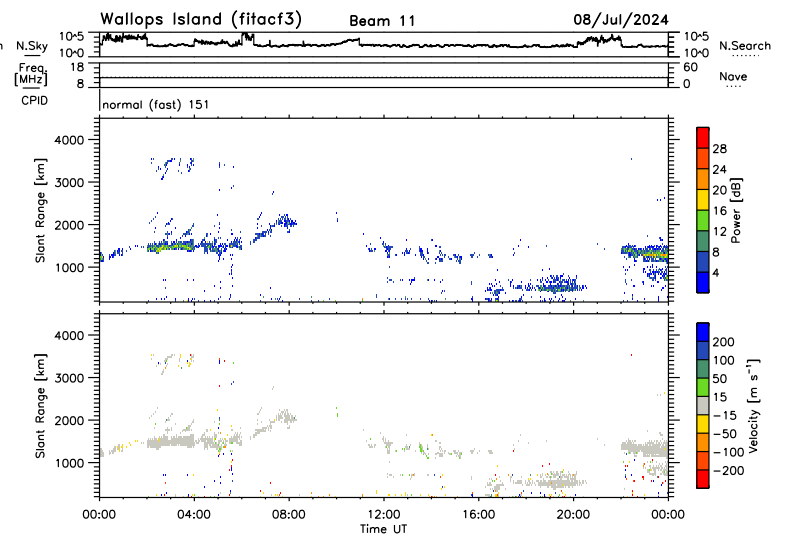 Wallops Island (fitacf3) Beam 11 08/Jul/2024
n N.Sky 10^5 10^0 10^5 10^0 N.Search
Freq. [MHz] 18 8 60 0 Nave
CPID normal (fast) 151
Slant Range [km] 4000 3000 2000 1000
28 24 20 16 12 8 4 Power [dB]
Slant Range [km] 4000 3000 2000 1000
200 100 50 15 -15 -50 -100 -200 Velocity [m s⁻¹]
00:00 04:00 08:00 12:00 16:00 20:00 00:00
Time UT